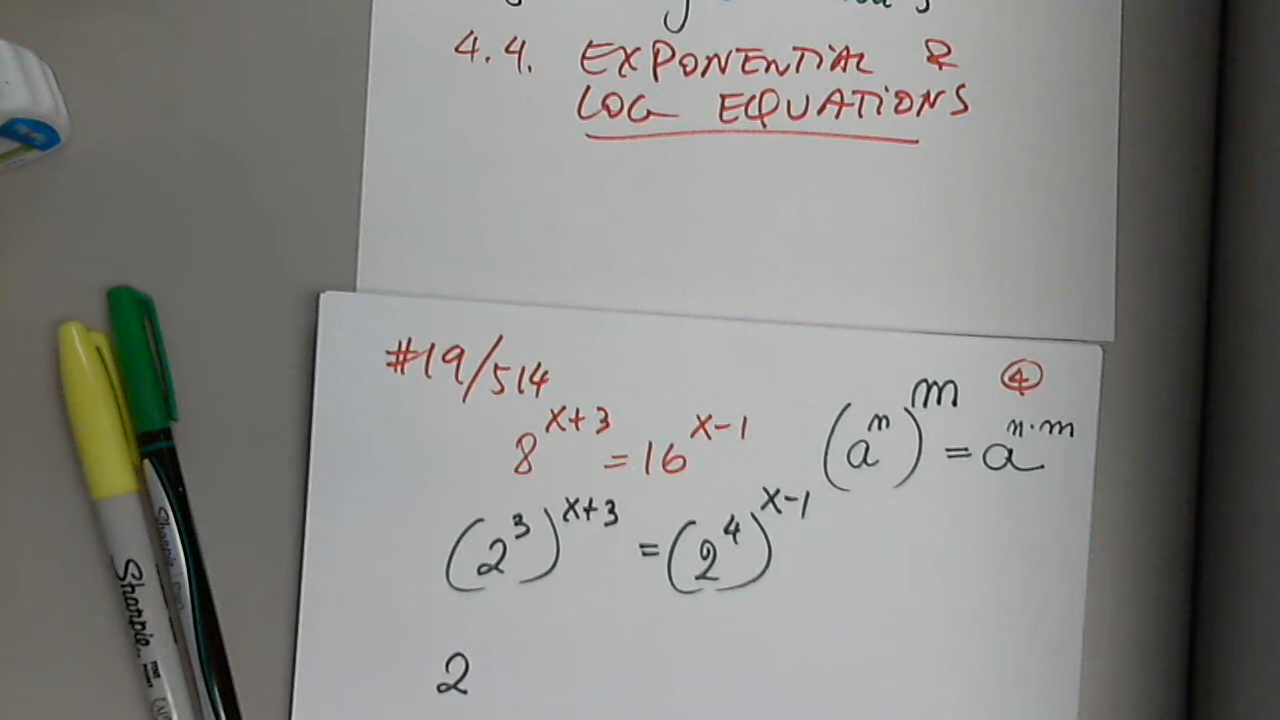 4.4. EXPONENTIAL &
LOG EQUATIONS
#19/514
④
8^{x+3} = 16^{x-1}
(a^n)^m = a^{n·m}
(2^3)^{x+3} = (2^4)^{x-1}
2
Sharpie
Sharpie